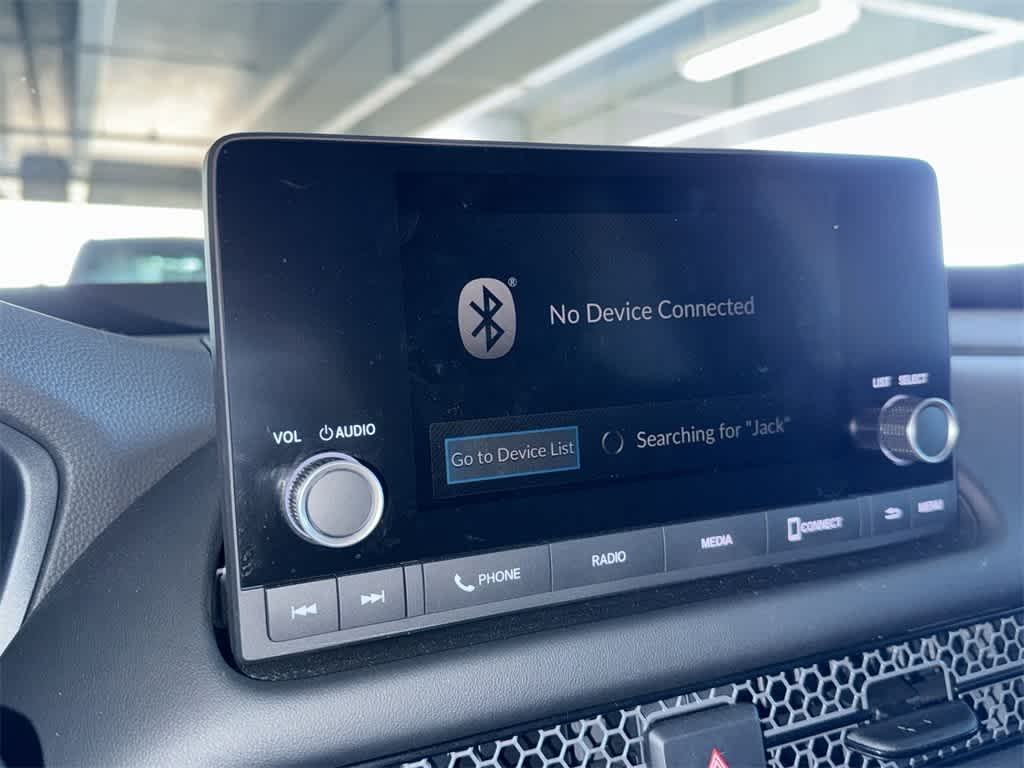 ®
No Device Connected
LIST SELECT
VOL AUDIO
Go to Device List
Searching for "Jack"
PHONE
RADIO
MEDIA
CONNECT
MENU